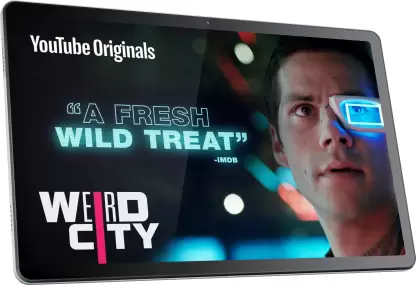 YouTube Originals
"A FRESH
WILD TREAT"
-IMDB
WEIRD
CITY